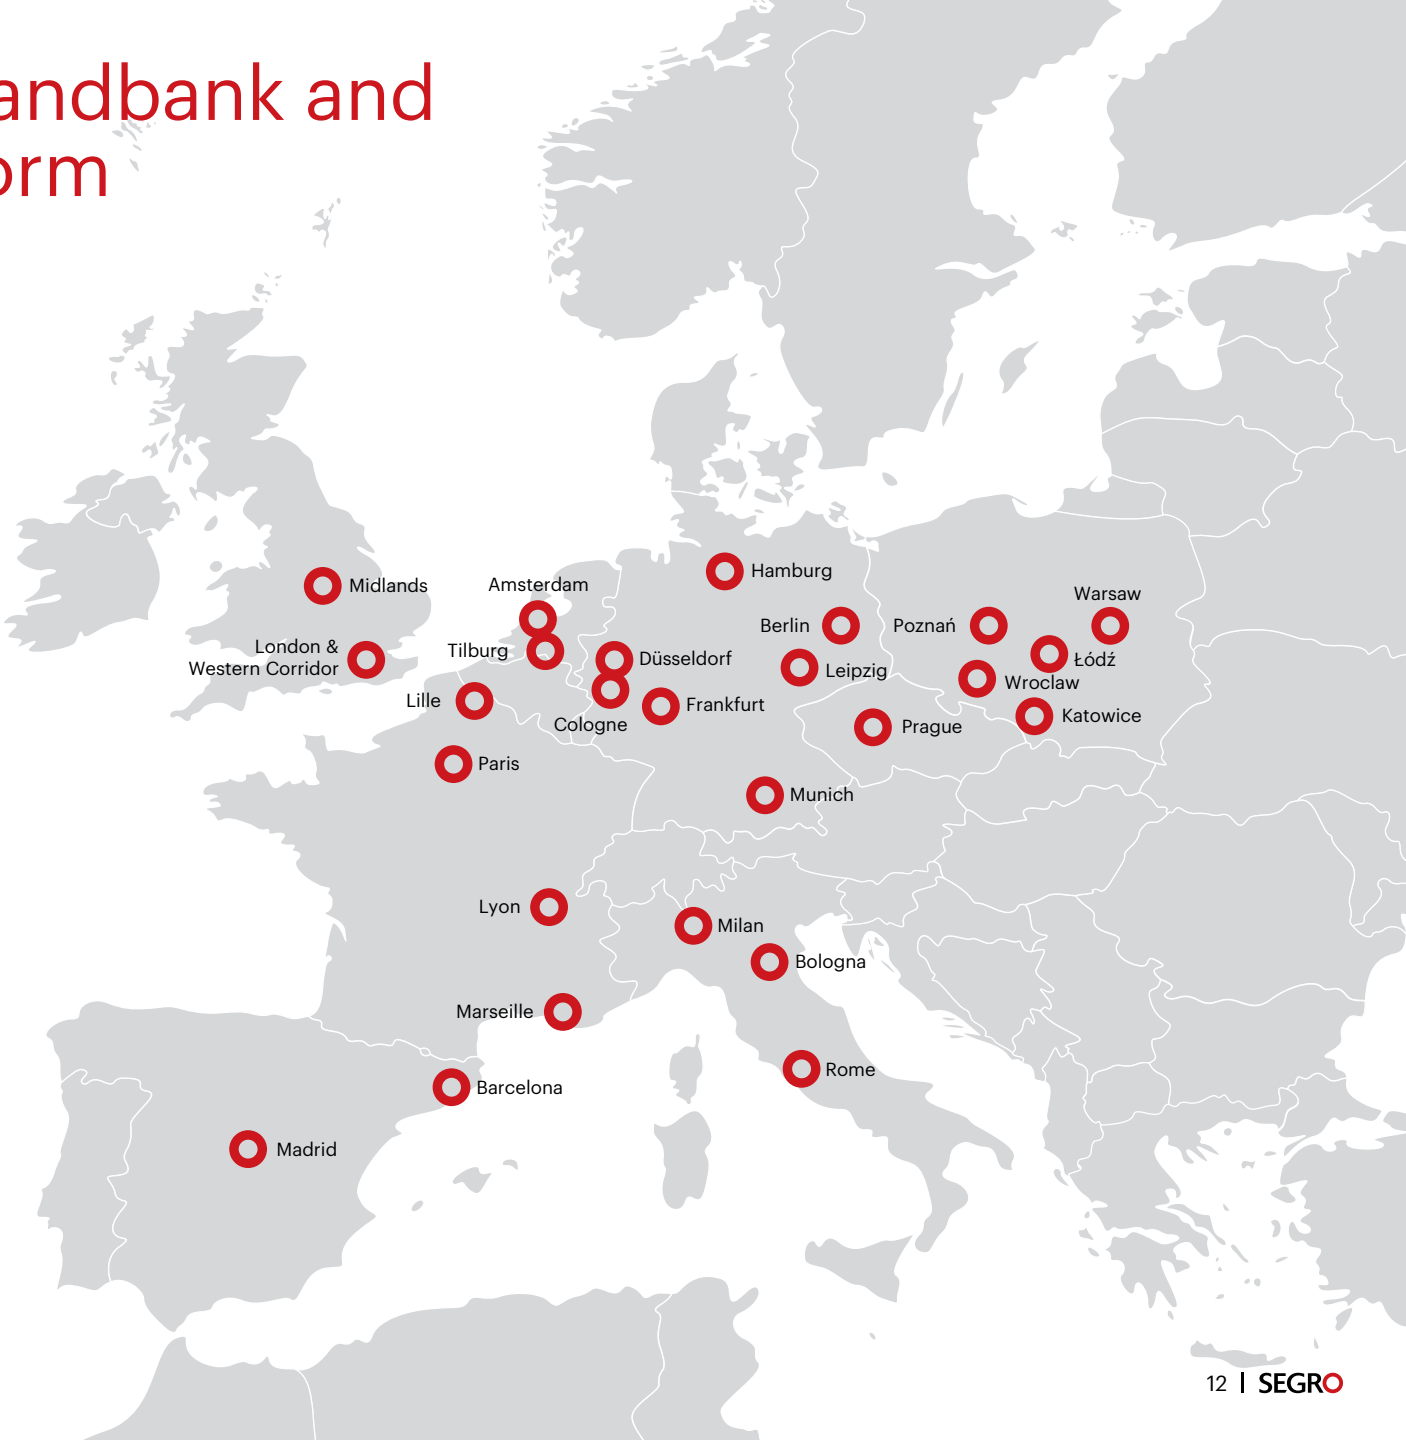 andbank and
orm
Midlands
London &
Western Corridor
Amsterdam
Tilburg
Lille
Paris
Düsseldorf
Cologne
Frankfurt
Hamburg
Berlin
Leipzig
Poznań
Warsaw
Łódź
Wroclaw
Katowice
Prague
Munich
Lyon
Milan
Bologna
Marseille
Rome
Barcelona
Madrid
12 | SEGRO